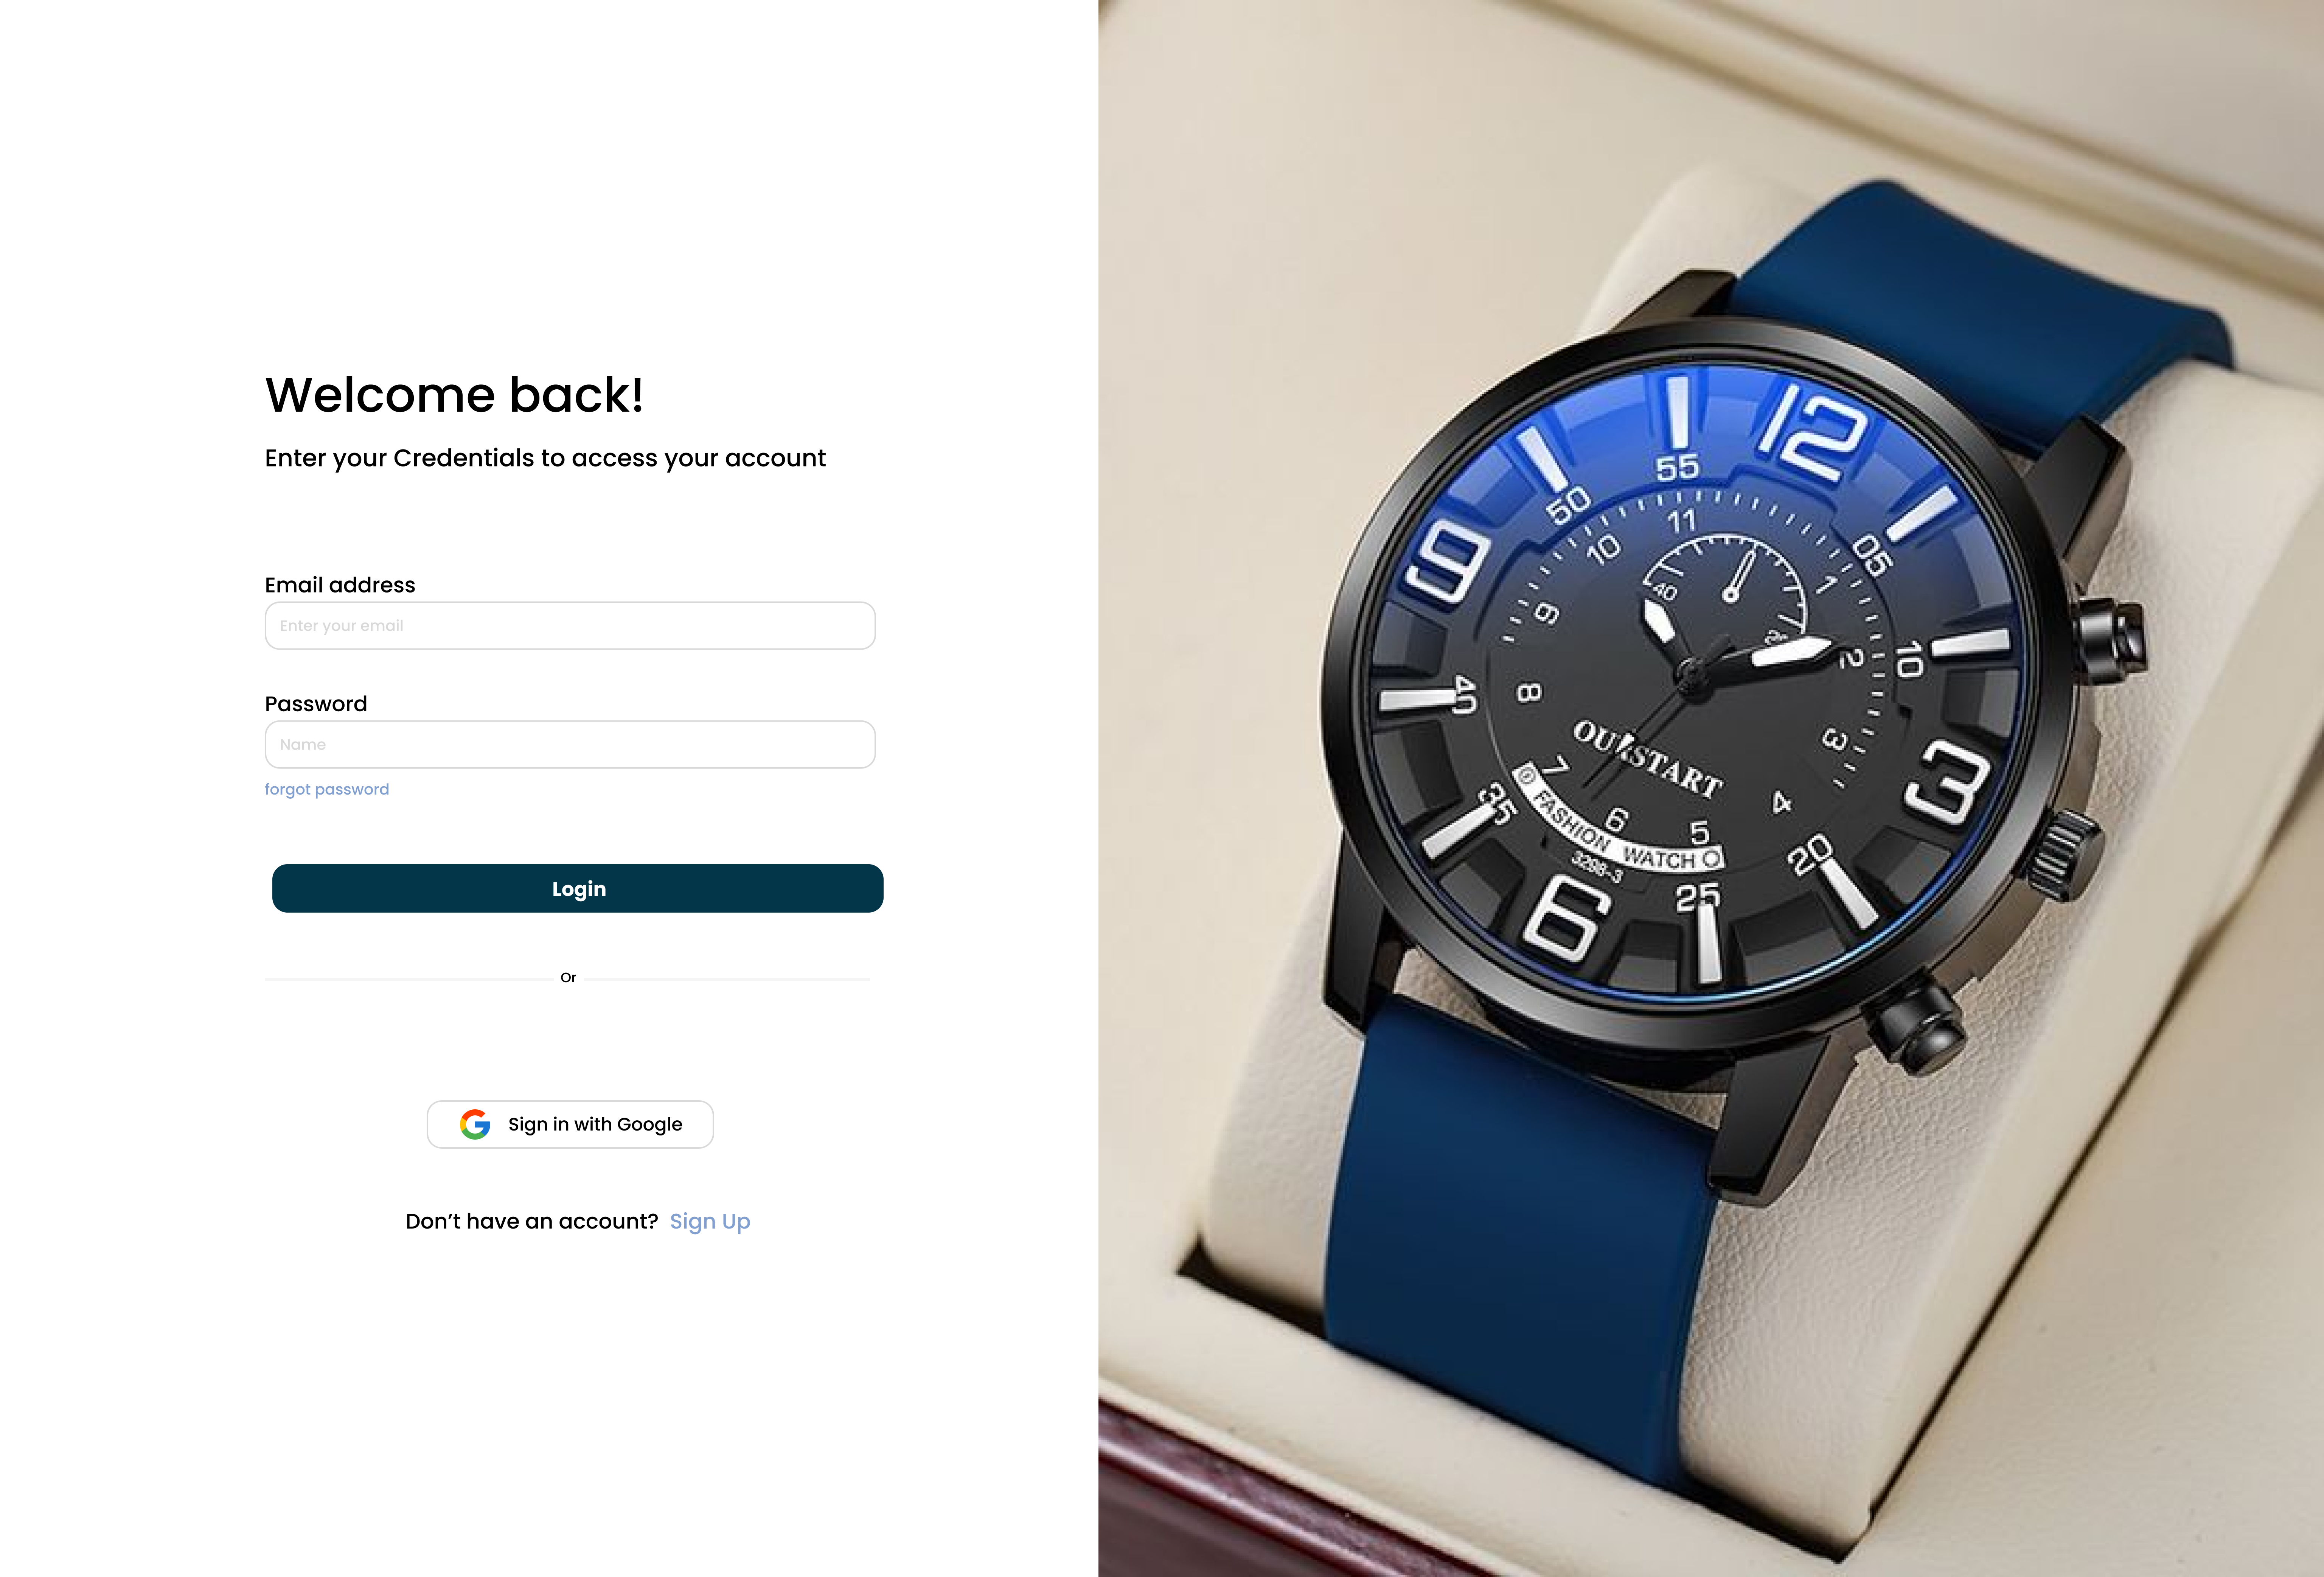 Welcome back!
Enter your Credentials to access your account
Email address
Enter your email
Password
Name
forgot password
Login
Or
Sign in with Google
Don’t have an account? Sign Up
12
05
10
3
20
25
6
35
40
9
50
55
11
10
9
8
7
6
5
4
3
2
1
40
OUKSTART
FASHION WATCH
3298-3